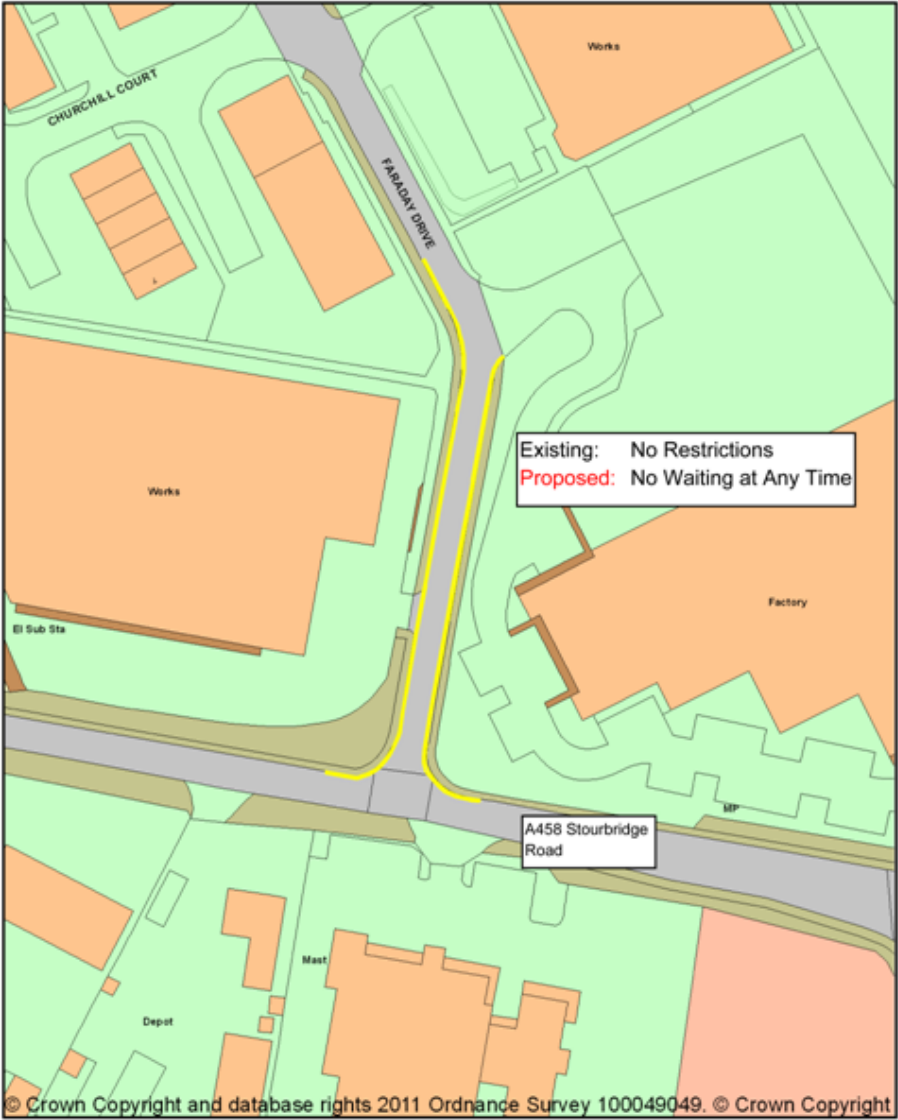 Works
CHURCHILL COURT
FARADAY DRIVE
Existing: No Restrictions
Proposed: No Waiting at Any Time
Works
Factory
El Sub Sta
MP
A458 Stourbridge
Road
Mast
Depot
© Crown Copyright and database rights 2011 Ordnance Survey 100049049. © Crown Copyright